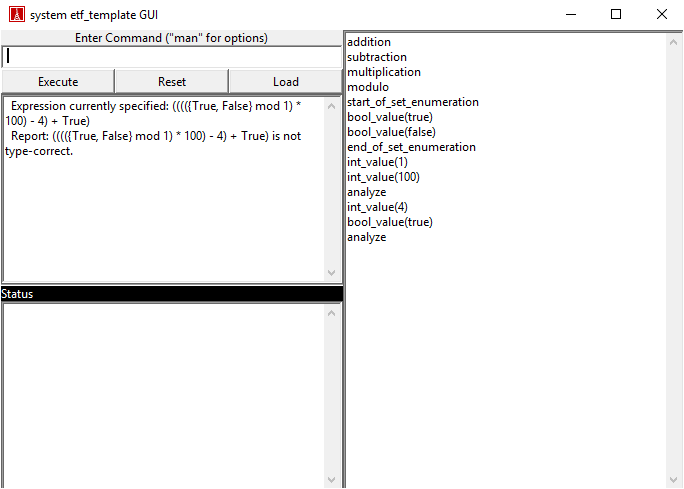 system etf_template GUI
Enter Command ("man" for options)
Execute Reset Load
Expression currently specified: (((({True, False} mod 1) *
100) - 4) + True)
Report: (((({True, False} mod 1) * 100) - 4) + True) is not
type-correct.
Status
addition
subtraction
multiplication
modulo
start_of_set_enumeration
bool_value(true)
bool_value(false)
end_of_set_enumeration
int_value(1)
int_value(100)
analyze
int_value(4)
bool_value(true)
analyze